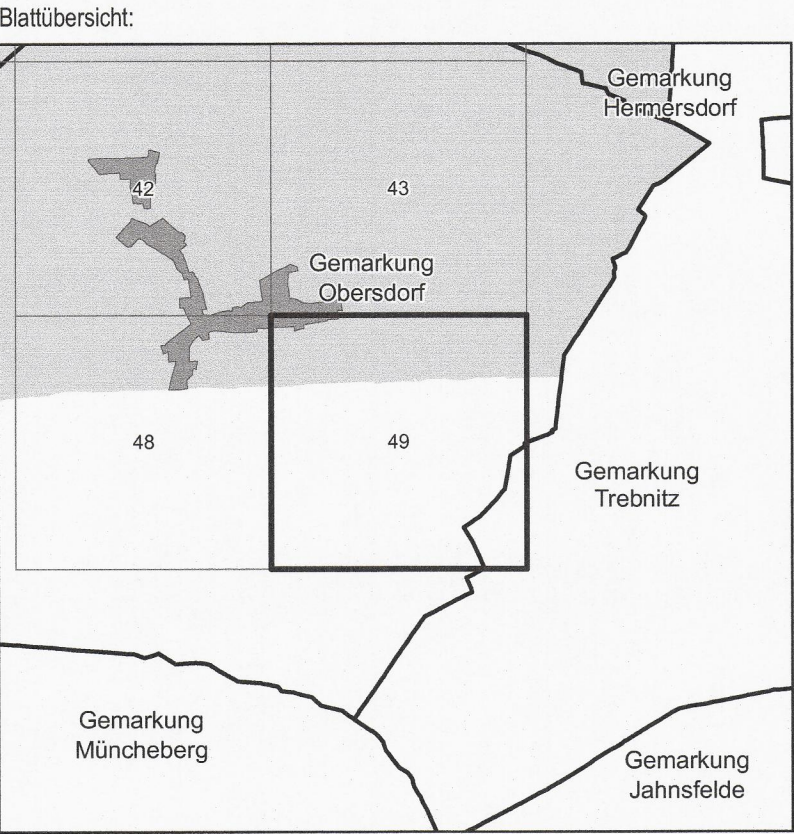 Blattübersicht:
Gemarkung
Hermersdorf
42
43
Gemarkung
Obersdorf
48
49
Gemarkung
Trebnitz
Gemarkung
Müncheberg
Gemarkung
Jahnsfelde